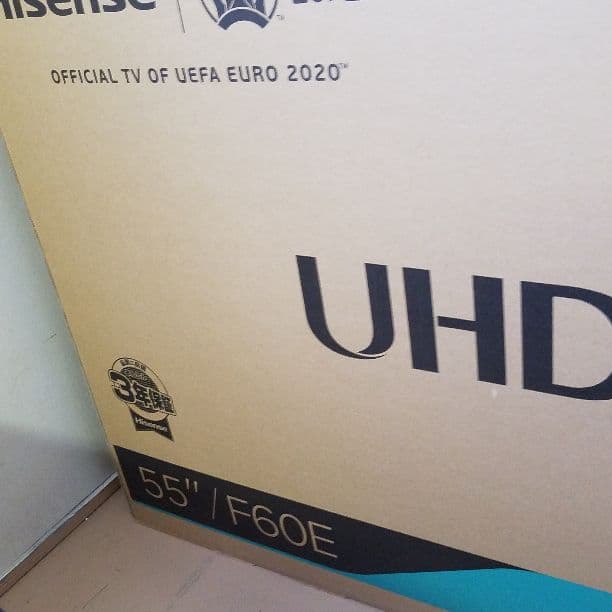 Hisense
OFFICIAL TV OF UEFA EURO 2020™
UHD
3年保証
Hisense
55" / F60E